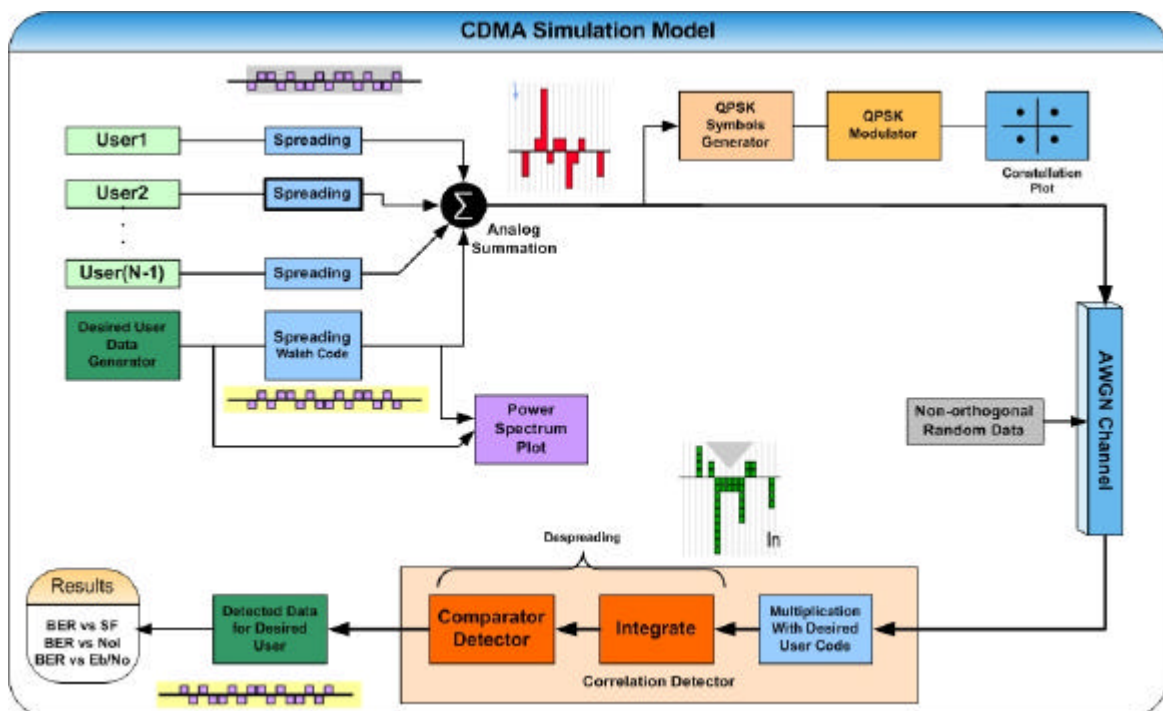 CDMA Simulation Model
User1
Spreading
User2
Spreading
User(N-1)
Spreading
Desired User
Data
Generator
Spreading
Walsh Code
Σ
Analog
Summation
QPSK
Symbols
Generator
QPSK
Modulator
Constellation
Plot
Power
Spectrum
Plot
Non-orthogonal
Random Data
AWGN Channel
In
Despreading
Comparator
Detector
Integrate
Multiplication
With Desired
User Code
Correlation Detector
Detected Data
for Desired
User
Results
BER vs SF
BER vs NoI
BER vs Eb/No